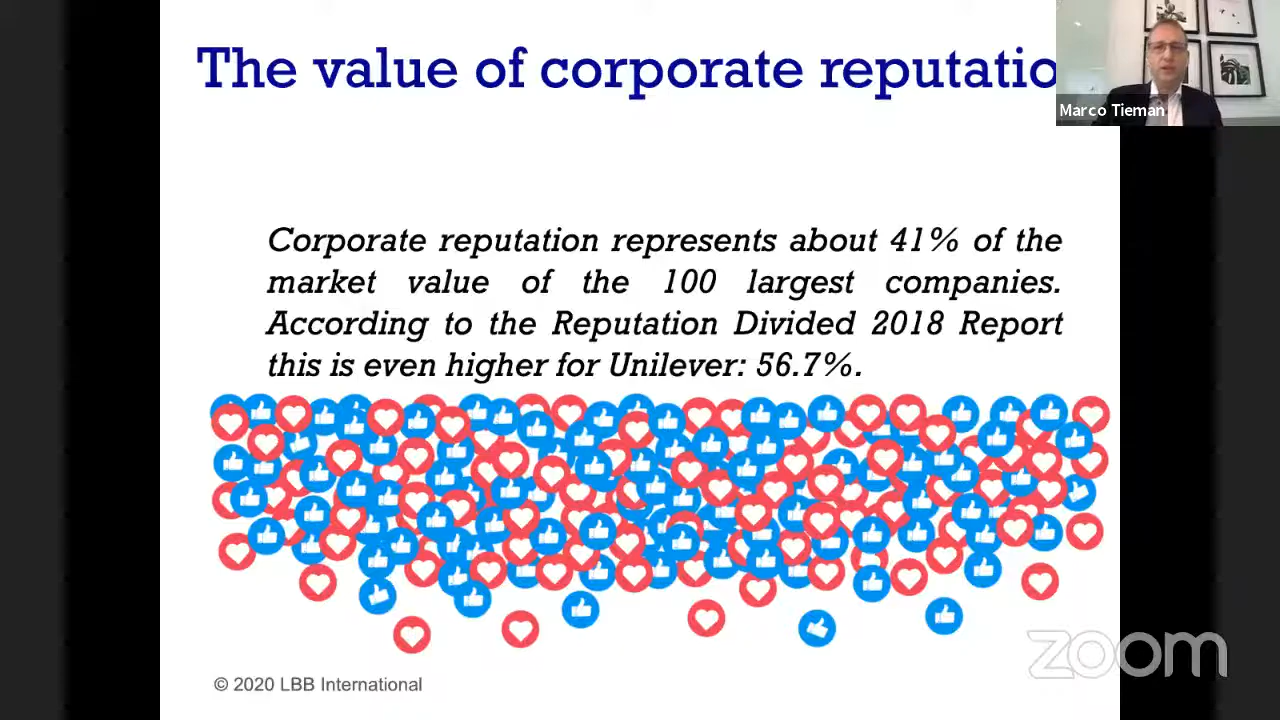 The value of corporate reputatio
Marco Tieman
Corporate reputation represents about 41% of the
market value of the 100 largest companies.
According to the Reputation Divided 2018 Report
this is even higher for Unilever: 56.7%.
zoom
© 2020 LBB International